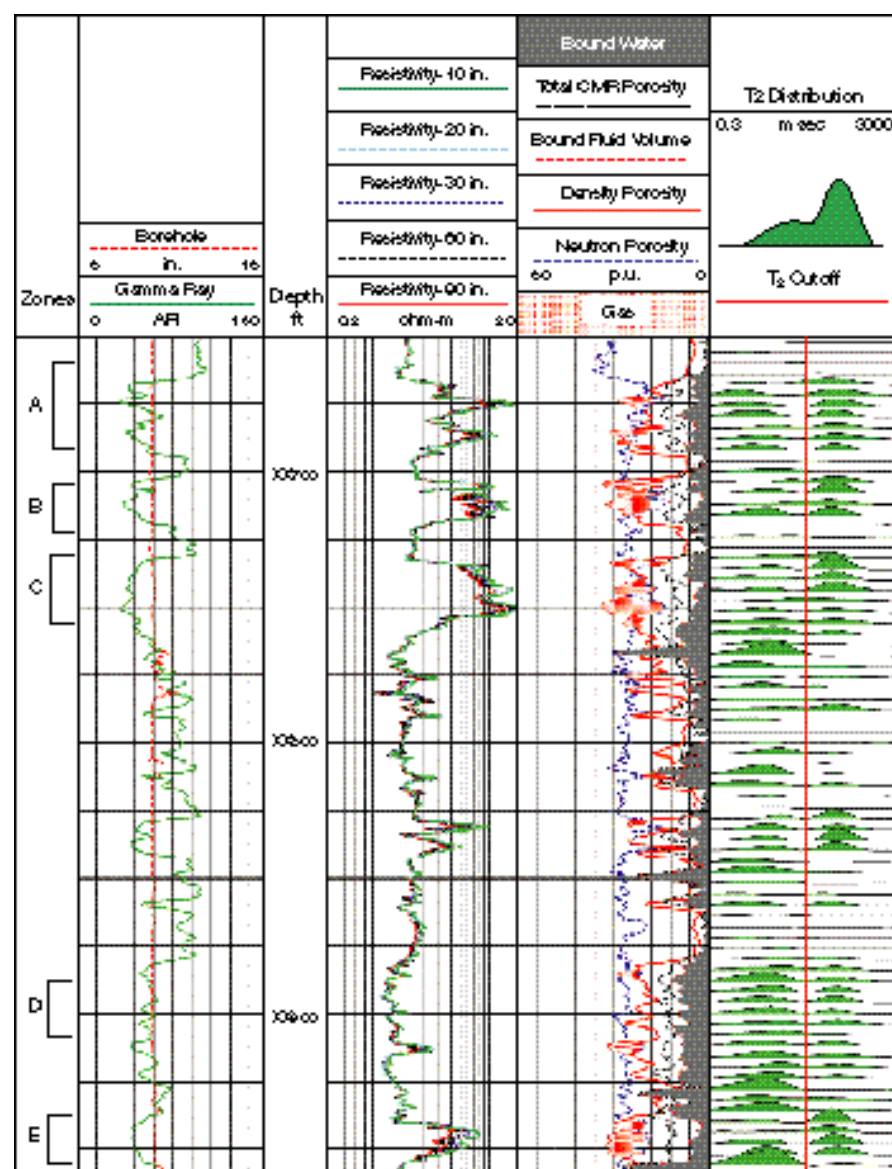 Bound Water
Resistivity-10 in.
Total CMR Porosity
T2 Distribution
0.3 msec 3000
Resistivity-20 in.
Bound Fluid Volume
Resistivity-30 in.
Density Porosity
Borehole
6 in. 16
Resistivity-60 in.
Neutron Porosity
60 p.u. 0
Zones
Gamma Ray
0 API 160
Depth
ft
Resistivity-90 in.
0.2 ohm-m 20
Gas
T2 Cutoff
A
B
C
D
E